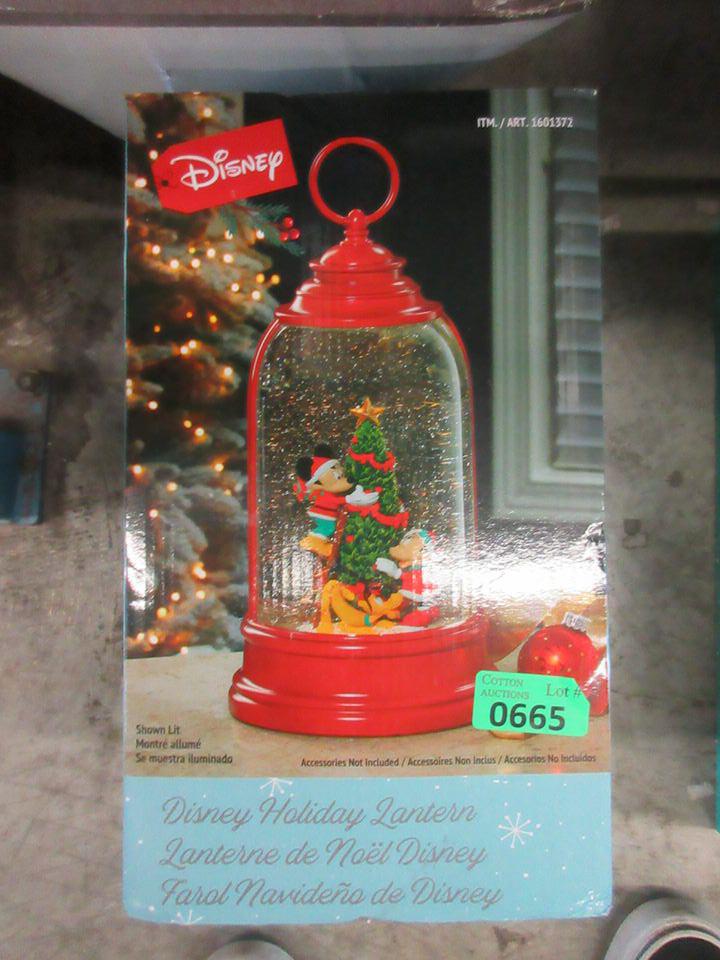 ITM. / ART. 1601372
Disney
COTTON
AUCTIONS
Lot #
0665
Shown Lit
Montré allumé
Se muestra iluminado
Accessories Not Included / Accessoires Non Inclus / Accesorios No Incluidos
Disney Holiday Lantern
Lanterne de Noël Disney
Farol Navideño de Disney